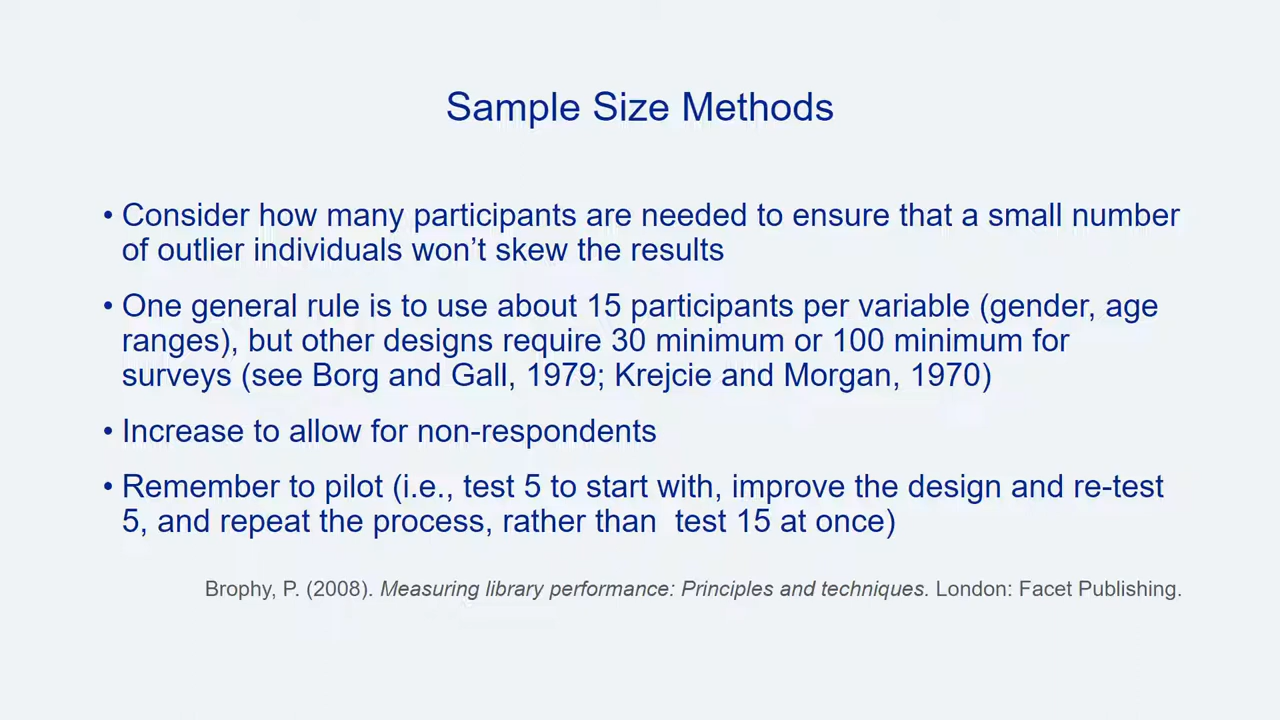 Sample Size Methods
• Consider how many participants are needed to ensure that a small number
of outlier individuals won’t skew the results
• One general rule is to use about 15 participants per variable (gender, age
ranges), but other designs require 30 minimum or 100 minimum for
surveys (see Borg and Gall, 1979; Krejcie and Morgan, 1970)
• Increase to allow for non-respondents
• Remember to pilot (i.e., test 5 to start with, improve the design and re-test
5, and repeat the process, rather than  test 15 at once)
Brophy, P. (2008). Measuring library performance: Principles and techniques. London: Facet Publishing.